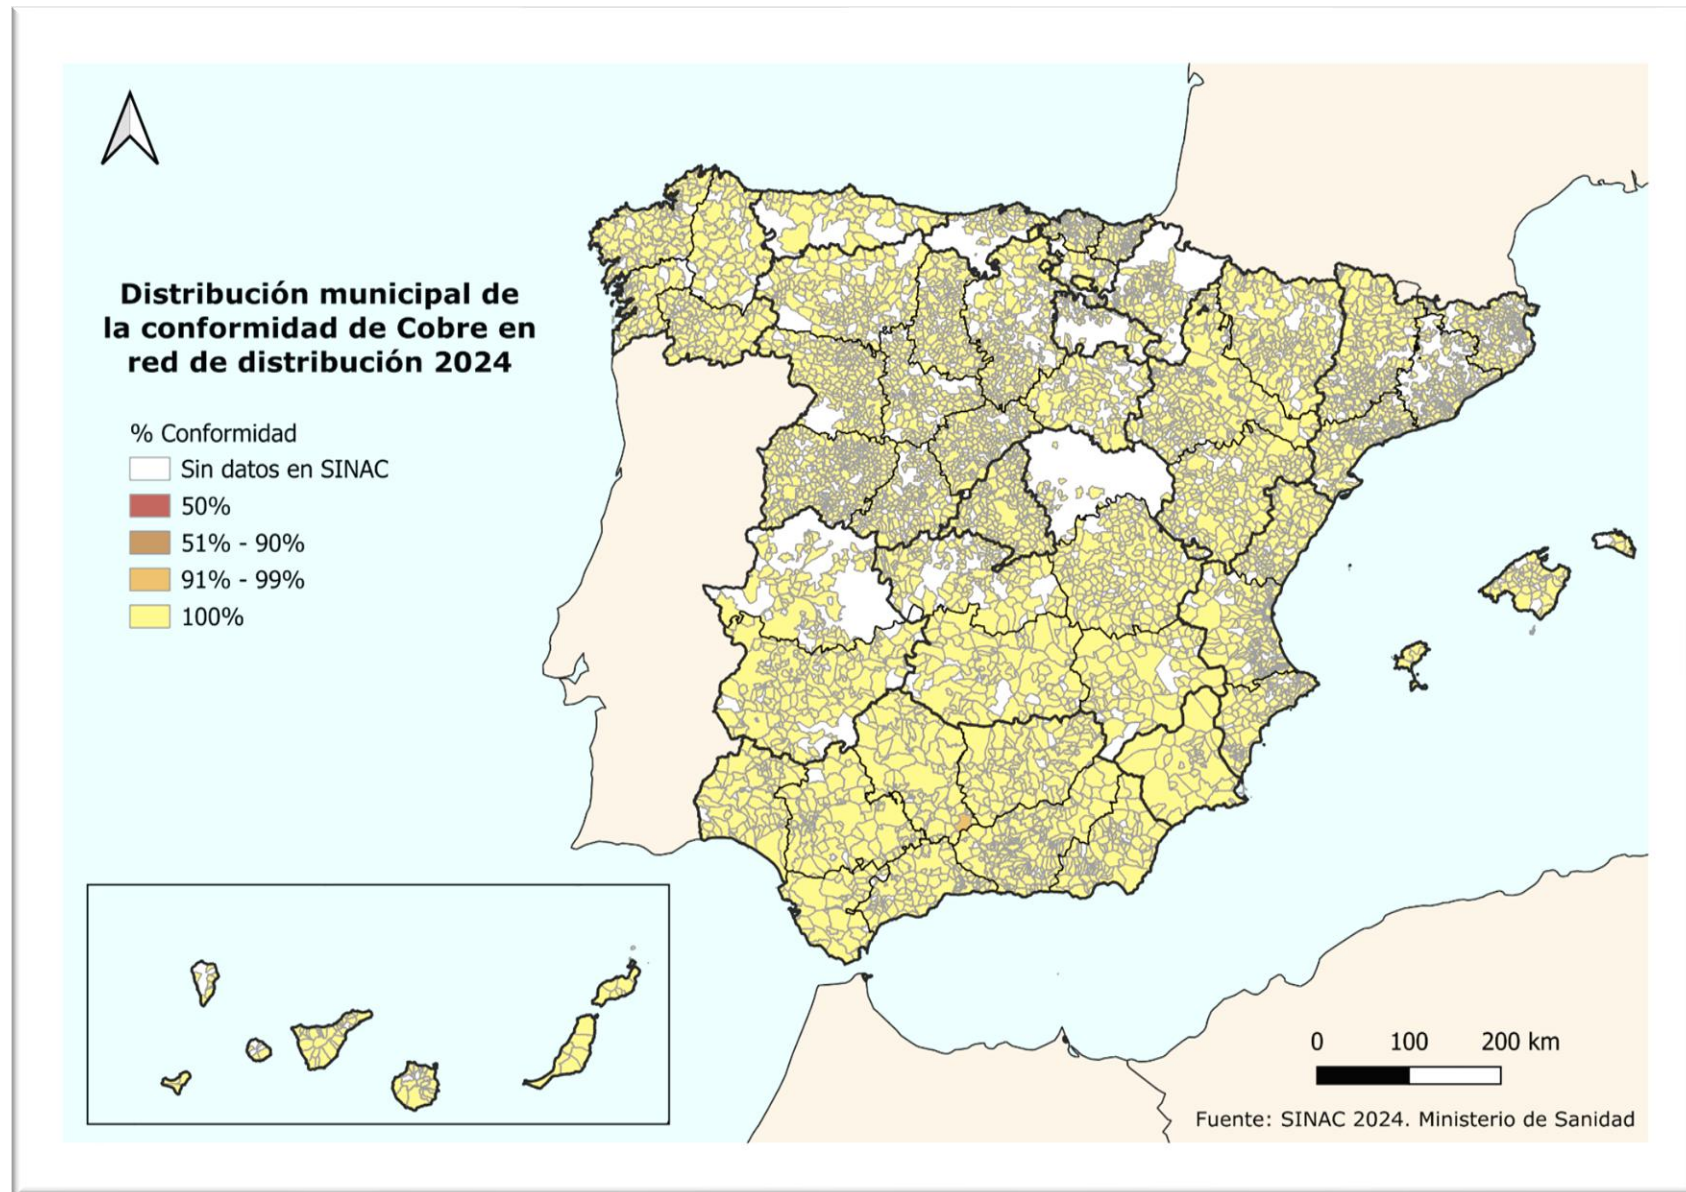 Distribución municipal de
la conformidad de Cobre en
red de distribución 2024
% Conformidad
Sin datos en SINAC
50%
51% - 90%
91% - 99%
100%
0 100 200 km
Fuente: SINAC 2024. Ministerio de Sanidad